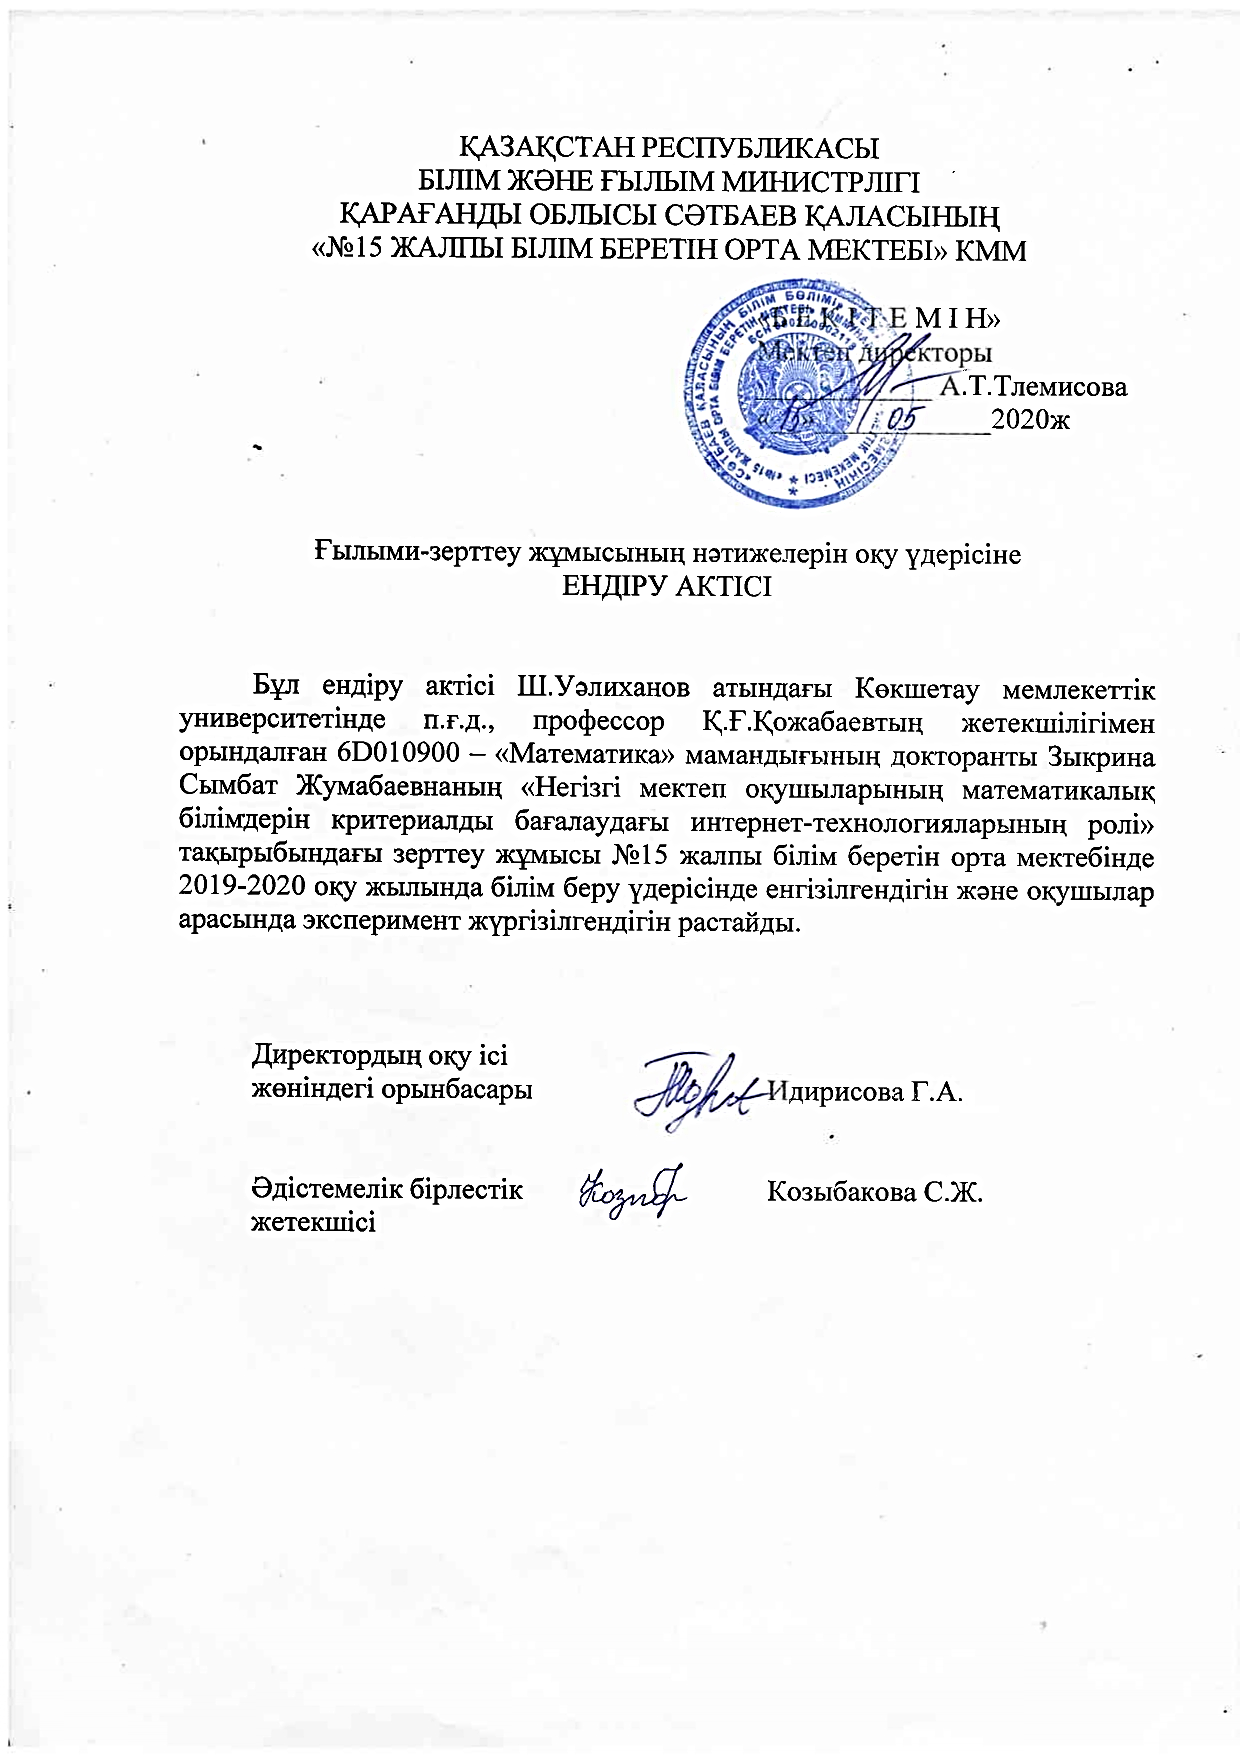 ҚАЗАҚСТАН РЕСПУБЛИКАСЫ
БІЛІМ ЖӘНЕ ҒЫЛЫМ МИНИСТРЛІГІ
ҚАРАҒАНДЫ ОБЛЫСЫ СӘТБАЕВ ҚАЛАСЫНЫҢ
«№15 ЖАЛПЫ БІЛІМ БЕРЕТІН ОРТА МЕКТЕБІ» КММ
«Б Е К І Т Е М І Н»
Мектеп директоры
А.Т.Тлемисова
05 2020ж
Ғылыми-зерттеу жұмысының нәтижелерін оқу үдерісіне
ЕНДІРУ АКТІСІ
Бұл ендіру актісі Ш.Уәлиханов атындағы Көкшетау мемлекеттік
университетінде п.ғ.д., профессор Қ.Ғ.Қожабаевтың жетекшілігімен
орындалған 6D010900 – «Математика» мамандығының докторанты Зыкрина
Сымбат Жумабаевнаның «Негізгі мектеп оқушыларының математикалық
білімдерін критериалды бағалаудағы интернет-технологияларының ролі»
тақырыбындағы зерттеу жұмысы №15 жалпы білім беретін орта мектебінде
2019-2020 оқу жылында білім беру үдерісінде енгізілгендігін және оқушылар
арасында эксперимент жүргізілгендігін растайды.
Директордың оқу ісі
жөніндегі орынбасары Идирисова Г.А.
Әдістемелік бірлестік Козыбакова С.Ж.
жетекшісі